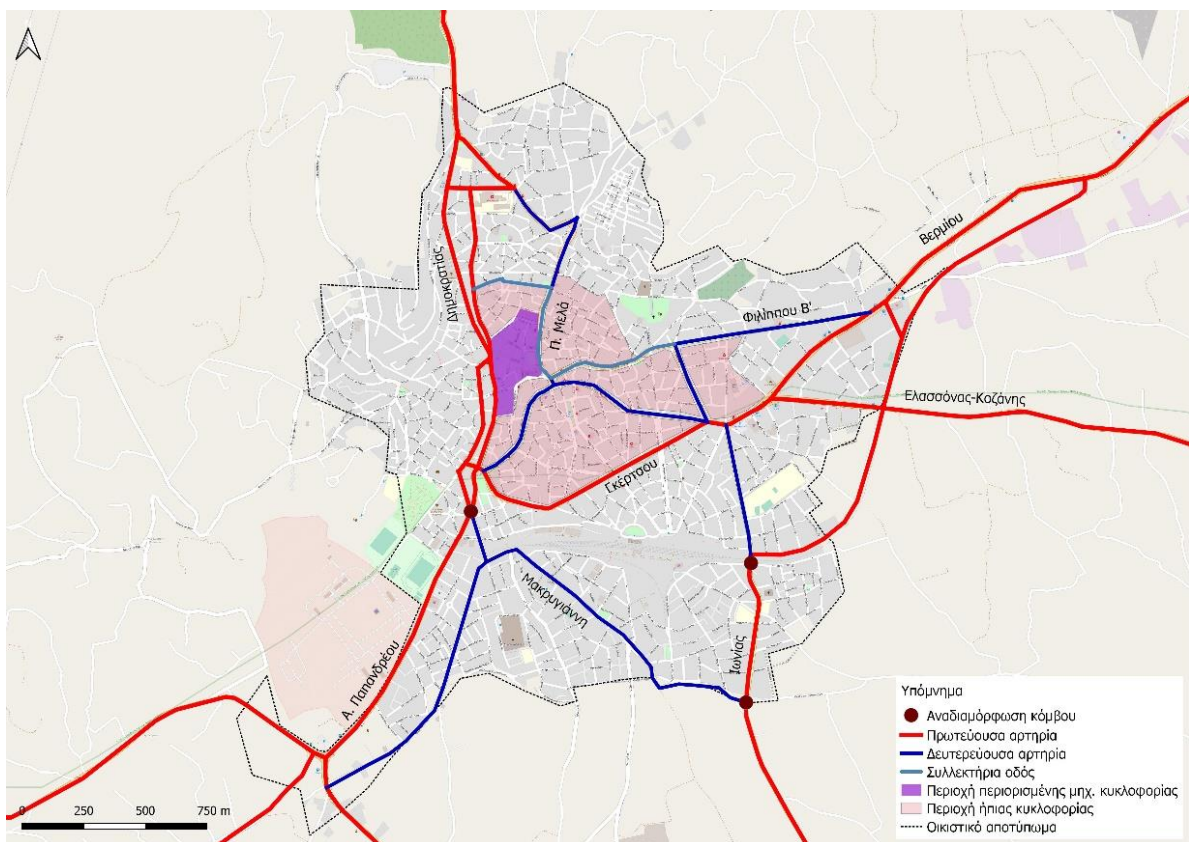 Βερμίου
Δημοκρατίας
Π. Μελά
Φιλίππου Β'
Ελασσόνας-Κοζάνης
Γκέρτσου
Μακρυγιάννη
Ιωνίας
Α. Παπανδρέου
Υπόμνημα
Αναδιαμόρφωση κόμβου
Πρωτεύουσα αρτηρία
Δευτερεύουσα αρτηρία
Συλλεκτήρια οδός
Περιοχή περιορισμένης μηχ. κυκλοφορίας
Περιοχή ήπιας κυκλοφορίας
Οικιστικό αποτύπωμα
0 250 500 750 m